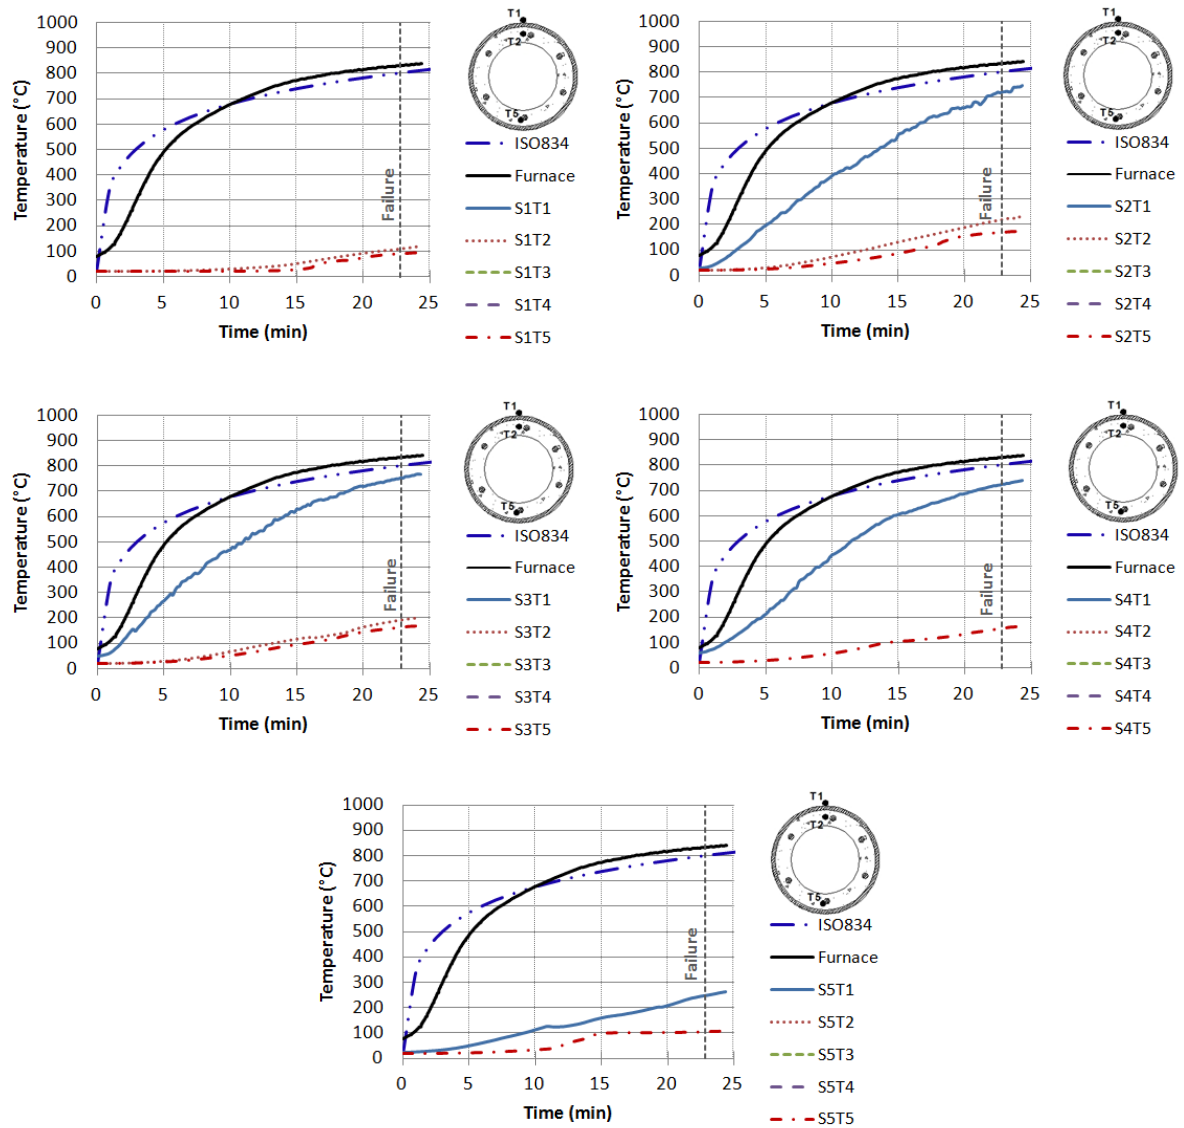 Temperature (°C)
1000
900
800
700
600
500
400
300
200
100
0
0 5 10 15 20 25
Time (min)
Failure
T1
T2
T5
ISO834
Furnace
S1T1
S1T2
S1T3
S1T4
S1T5
Temperature (°C)
1000
900
800
700
600
500
400
300
200
100
0
0 5 10 15 20 25
Time (min)
Failure
T1
T2
T5
ISO834
Furnace
S2T1
S2T2
S2T3
S2T4
S2T5
Temperature (°C)
1000
900
800
700
600
500
400
300
200
100
0
0 5 10 15 20 25
Time (min)
Failure
T1
T2
T5
ISO834
Furnace
S3T1
S3T2
S3T3
S3T4
S3T5
Temperature (°C)
1000
900
800
700
600
500
400
300
200
100
0
0 5 10 15 20 25
Time (min)
Failure
T1
T2
T5
ISO834
Furnace
S4T1
S4T2
S4T3
S4T4
S4T5
Temperature (°C)
1000
900
800
700
600
500
400
300
200
100
0
0 5 10 15 20 25
Time (min)
Failure
T1
T2
T5
ISO834
Furnace
S5T1
S5T2
S5T3
S5T4
S5T5